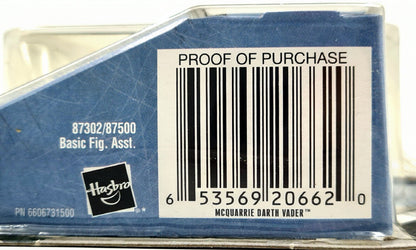 PROOF OF PURCHASE
87302/87500
Basic Fig. Asst.
Hasbro
®*
6 53569 20662 0
MCQUARRIE DARTH VADER™
PN 6606731500